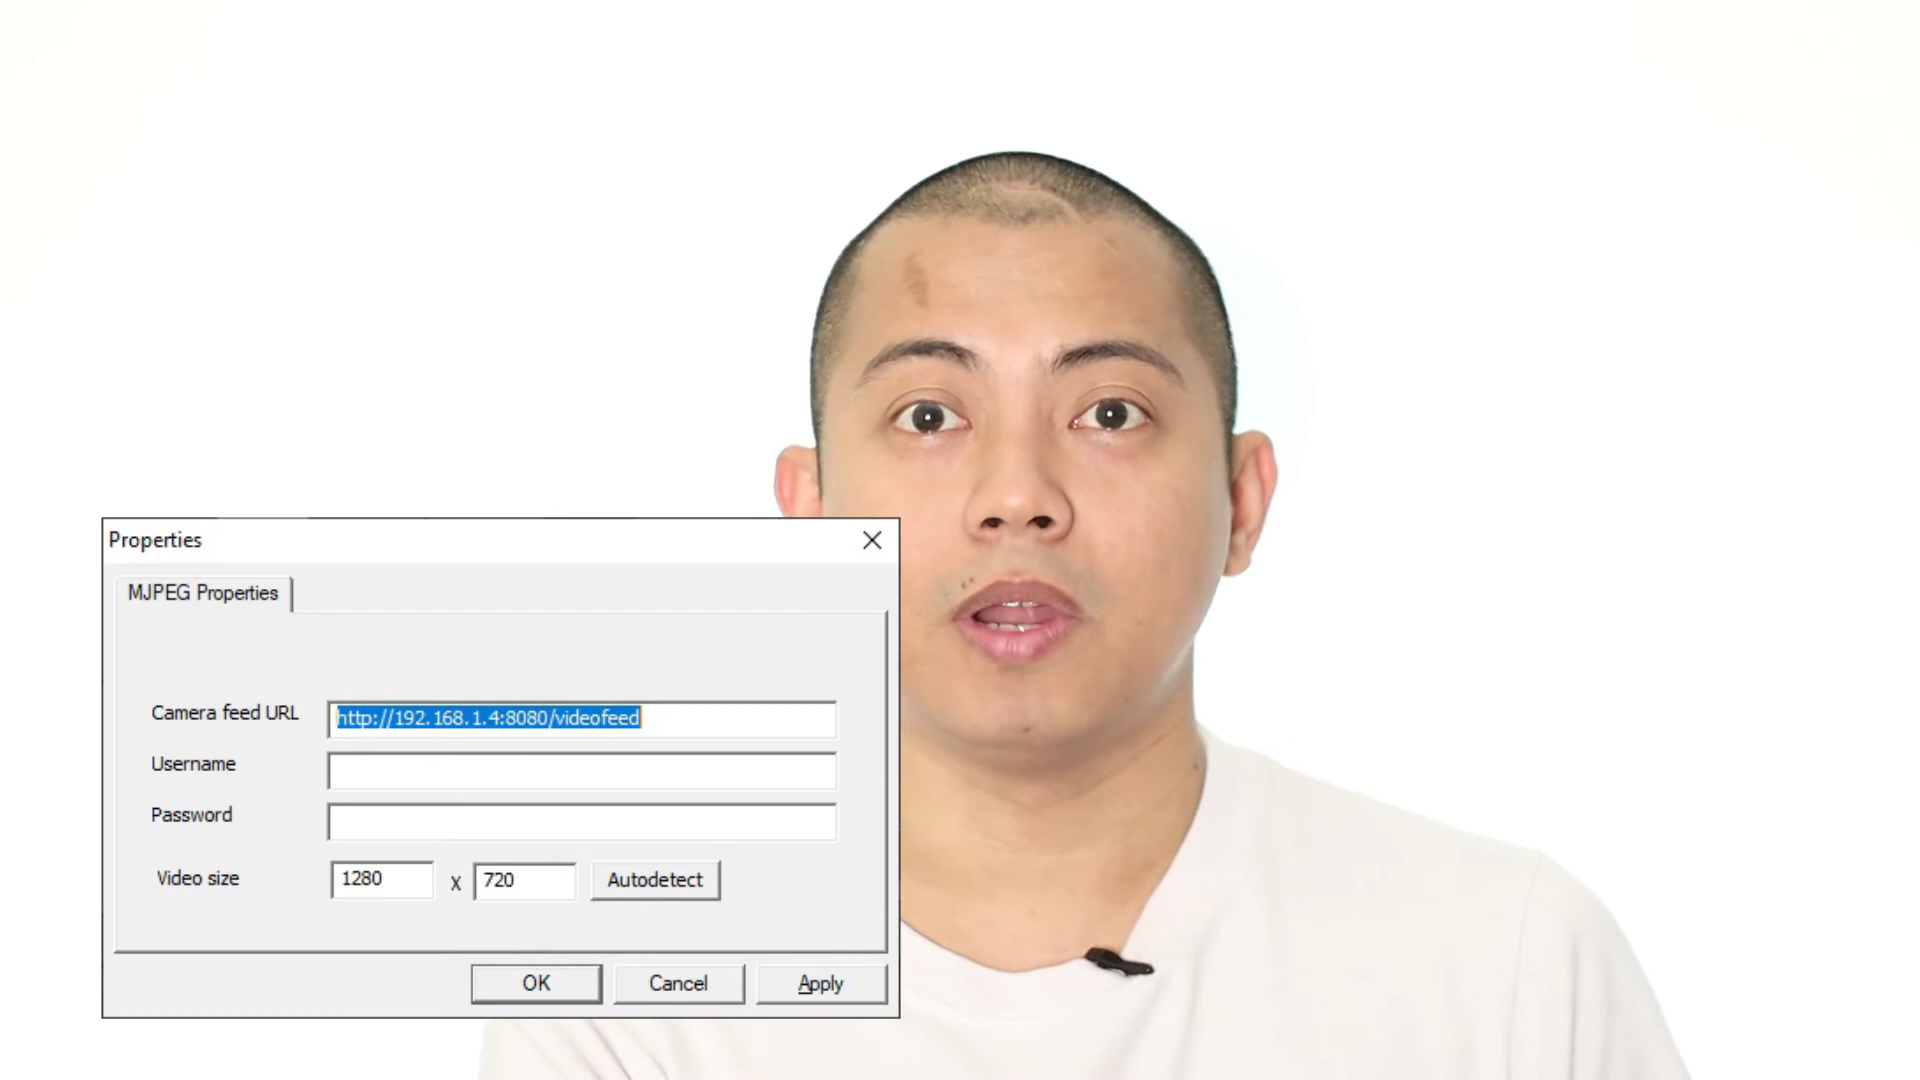 Properties
MJPEG Properties
Camera feed URL http://192.168.1.4:8080/videofeed
Username
Password
Video size 1280 x 720 Autodetect
OK Cancel Apply